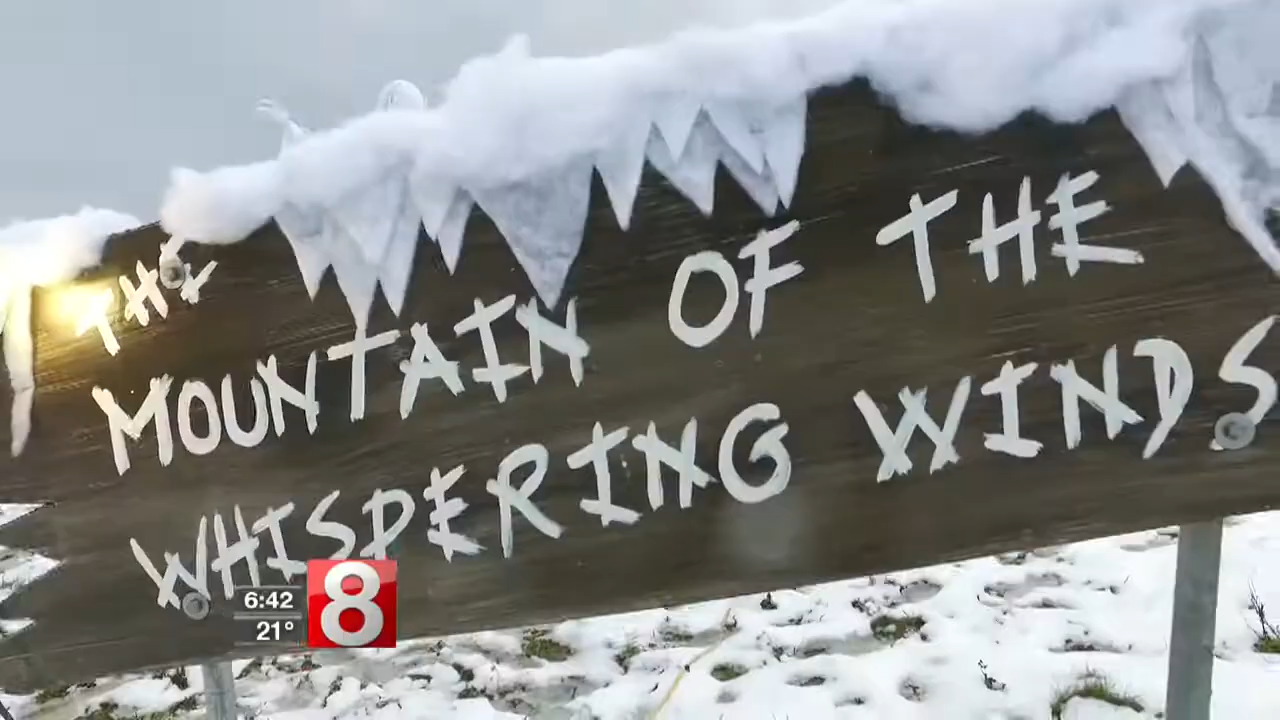 THE
MOUNTAIN OF THE
WHISPERING WINDS
6:42
21°
8